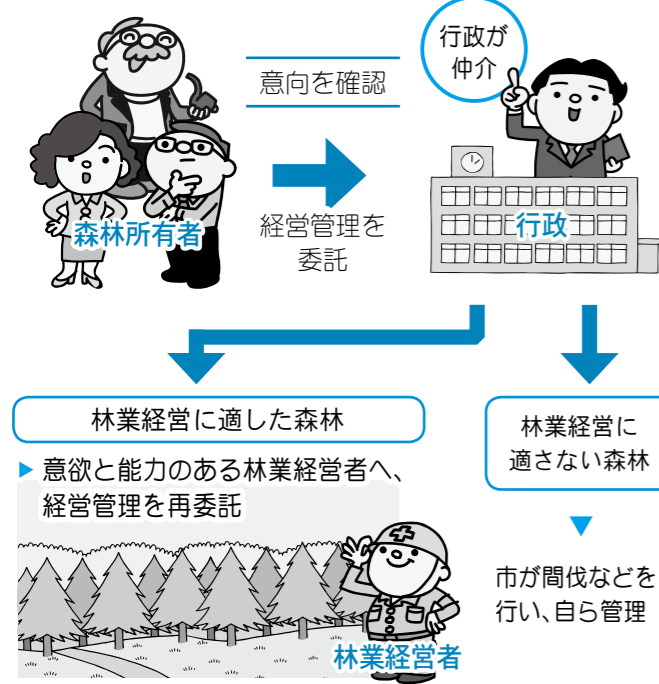 行政が
仲介
意向を確認
森林所有者
経営管理を
委託
行政
林業経営に適した森林
▶ 意欲と能力のある林業経営者へ、
経営管理を再委託
林業経営者
林業経営に
適さない森林
▼
市が間伐などを
行い、自ら管理